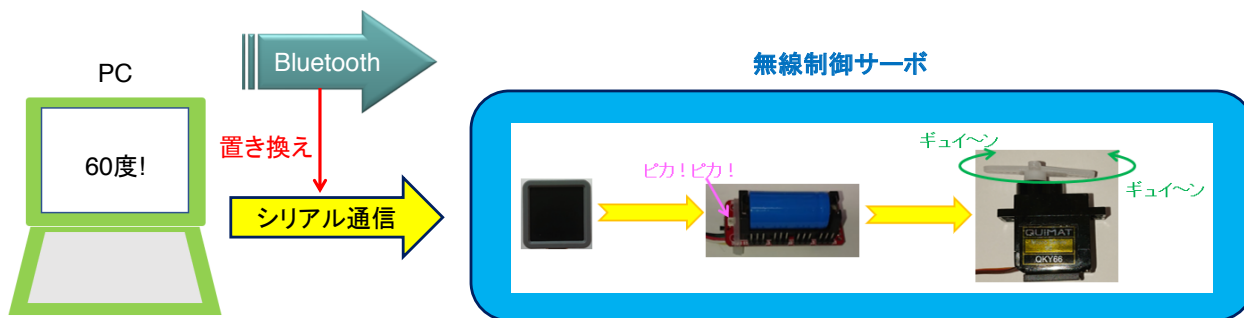 PC
Bluetooth
無線制御サーボ
置き換え
60度!
シリアル通信
ピカ！ピカ！
ギュイ～ン
ギュイ～ン
QUIMAT
QKY66